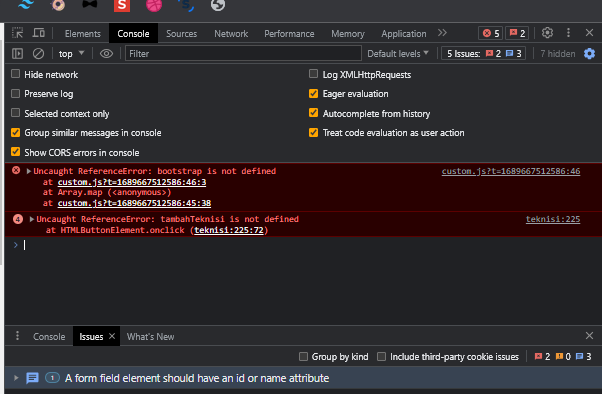 S
Elements
Console
Sources
Network
Performance
Memory
Application
5
2
top
Filter
Default levels
5 Issues: 2 3
7 hidden
Hide network
Log XMLHttpRequests
Preserve log
Eager evaluation
Selected context only
Autocomplete from history
Group similar messages in console
Treat code evaluation as user action
Show CORS errors in console
Uncaught ReferenceError: bootstrap is not defined custom.js?t=1689667512586:46
at custom.js?t=1689667512586:46:3
at Array.map (<anonymous>)
at custom.js?t=1689667512586:45:38
4 Uncaught ReferenceError: tambahTeknisi is not defined teknisi:225
at HTMLButtonElement.onclick (teknisi:225:72)
Console
Issues
What's New
Group by kind
Include third-party cookie issues
2 0 3
1 A form field element should have an id or name attribute